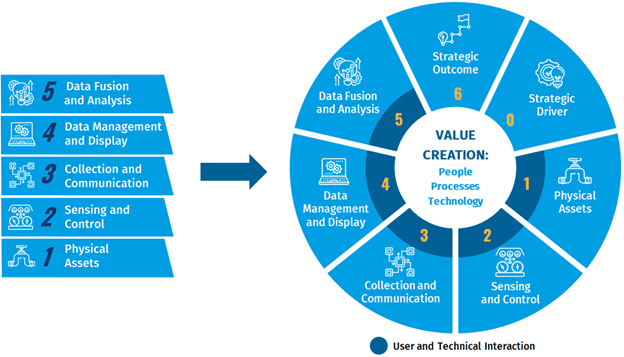 5 Data Fusion
and Analysis
4 Data Management
and Display
3 Collection and
Communication
2 Sensing and
Control
1 Physical
Assets
Strategic
Outcome
6
Strategic
Driver
0
Physical
Assets
1
Sensing
and Control
2
Collection and
Communication
3
Data
Management
and Display
4
Data Fusion
and Analysis
5
VALUE
CREATION:
People
Processes
Technology
User and Technical Interaction